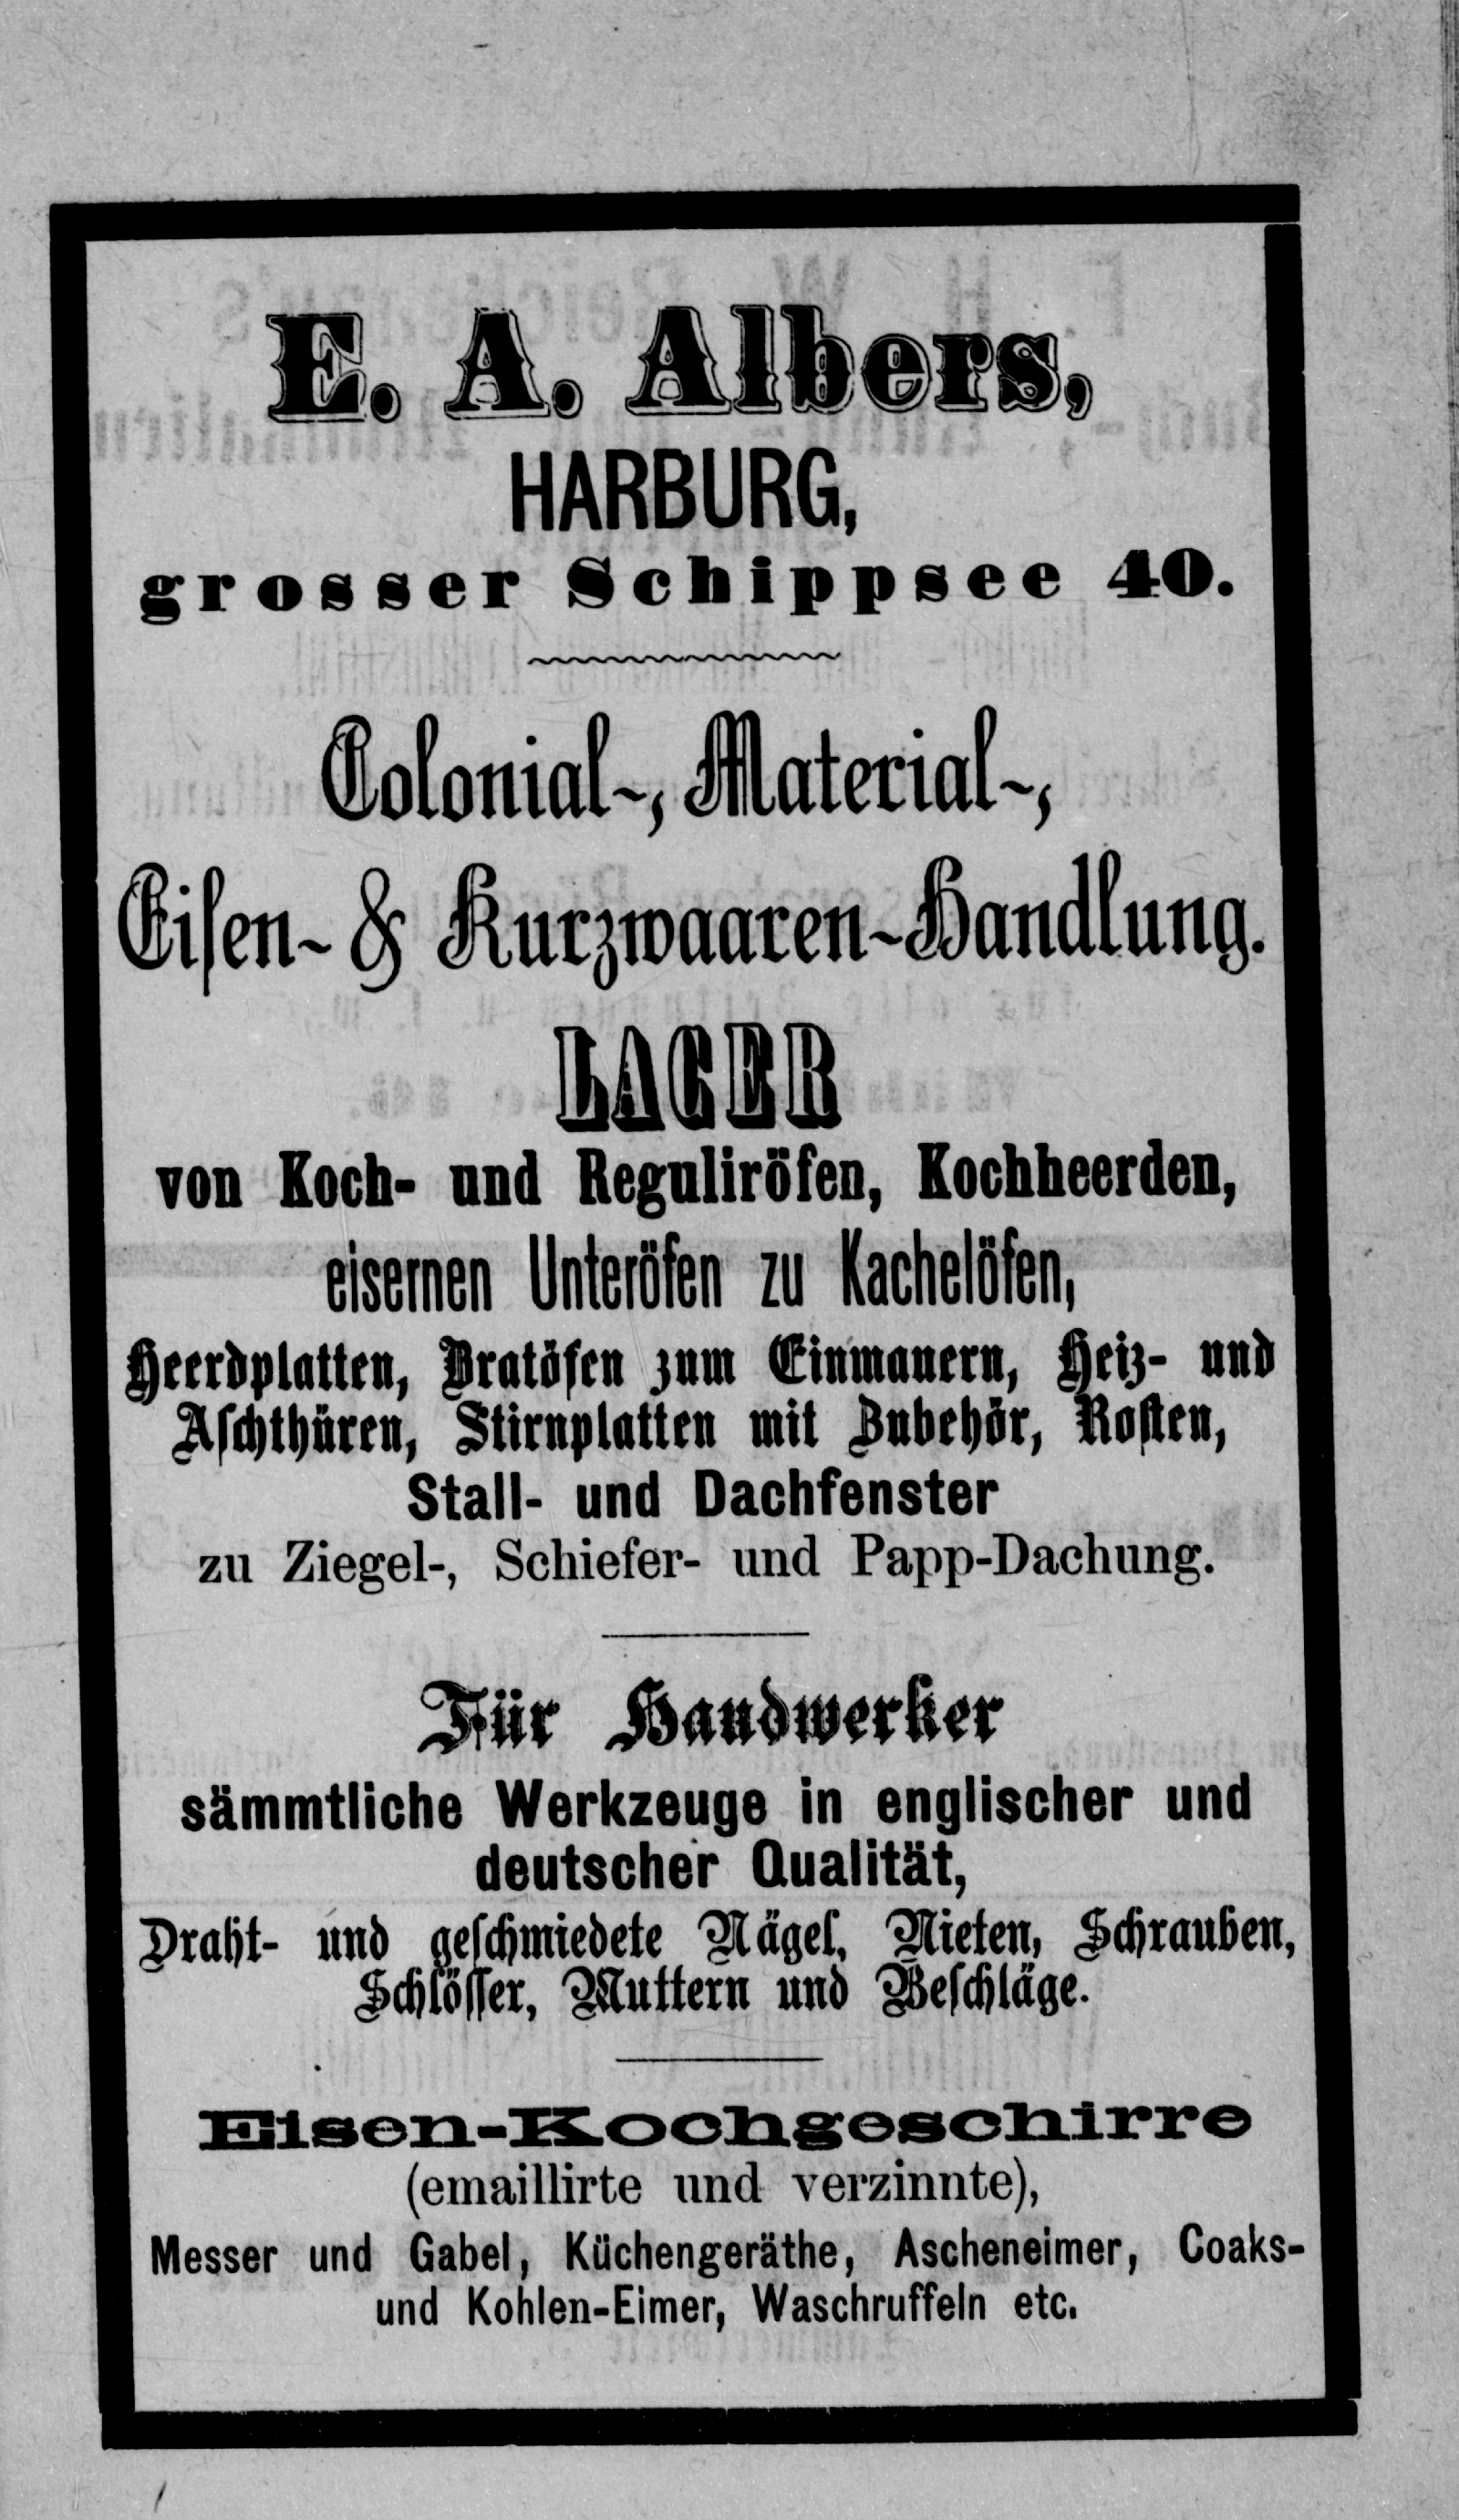 E. A. Albers,
HARBURG,
grosser Schippsee 40.
Colonial-, Material-,
Eisen- & Kurzwaaren-Handlung.
LAGER
von Koch- und Reguliröfen, Kochheerden,
eisernen Unteröfen zu Kachelöfen,
Heerdplatten, Bratöfen zum Einmauern, Heiz- und
Aschthüren, Stirnplatten mit Zubehör, Rosten,
Stall- und Dachfenster
zu Ziegel-, Schiefer- und Papp-Dachung.
Für Handwerker
sämmtliche Werkzeuge in englischer und
deutscher Qualität,
Draht- und geschmiedete Nägel, Nieten, Schrauben,
Schlösser, Muttern und Beschläge.
Eisen-Kochgeschirre
(emaillirte und verzinnte),
Messer und Gabel, Küchengeräthe, Ascheneimer, Coaks-
und Kohlen-Eimer, Waschruffeln etc.